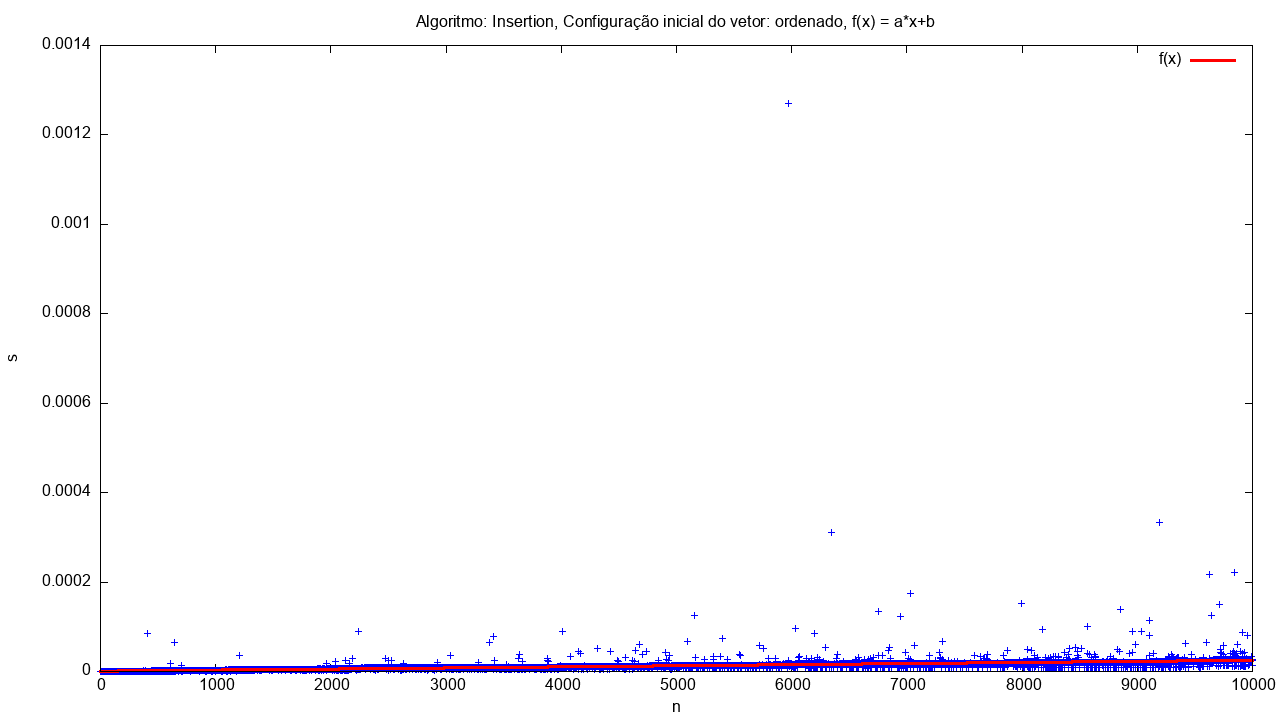 Algoritmo: Insertion, Configuração inicial do vetor: ordenado, f(x) = a*x+b
f(x)
0.0014
0.0012
0.001
0.0008
0.0006
0.0004
0.0002
0
s
0 1000 2000 3000 4000 5000 6000 7000 8000 9000 10000
n